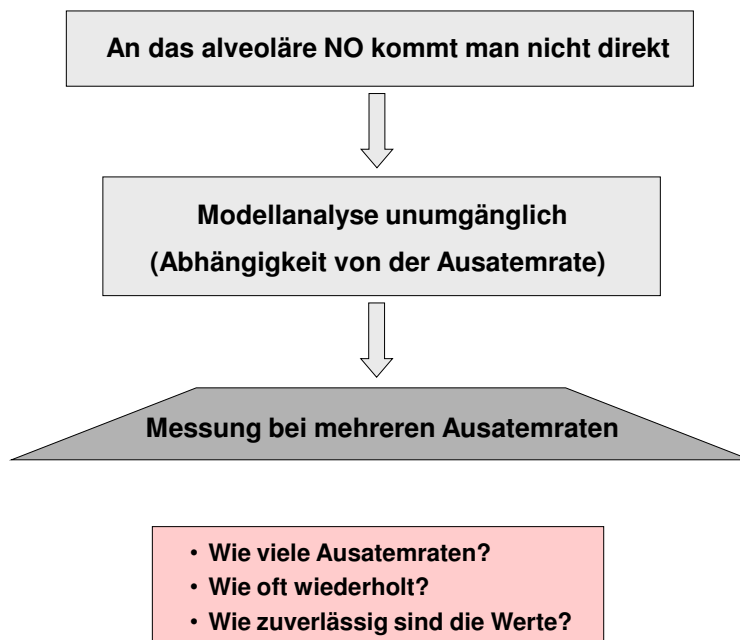 An das alveoläre NO kommt man nicht direkt
Modellanalyse unumgänglich
(Abhängigkeit von der Ausatemrate)
Messung bei mehreren Ausatemraten
• Wie viele Ausatemraten?
• Wie oft wiederholt?
• Wie zuverlässig sind die Werte?